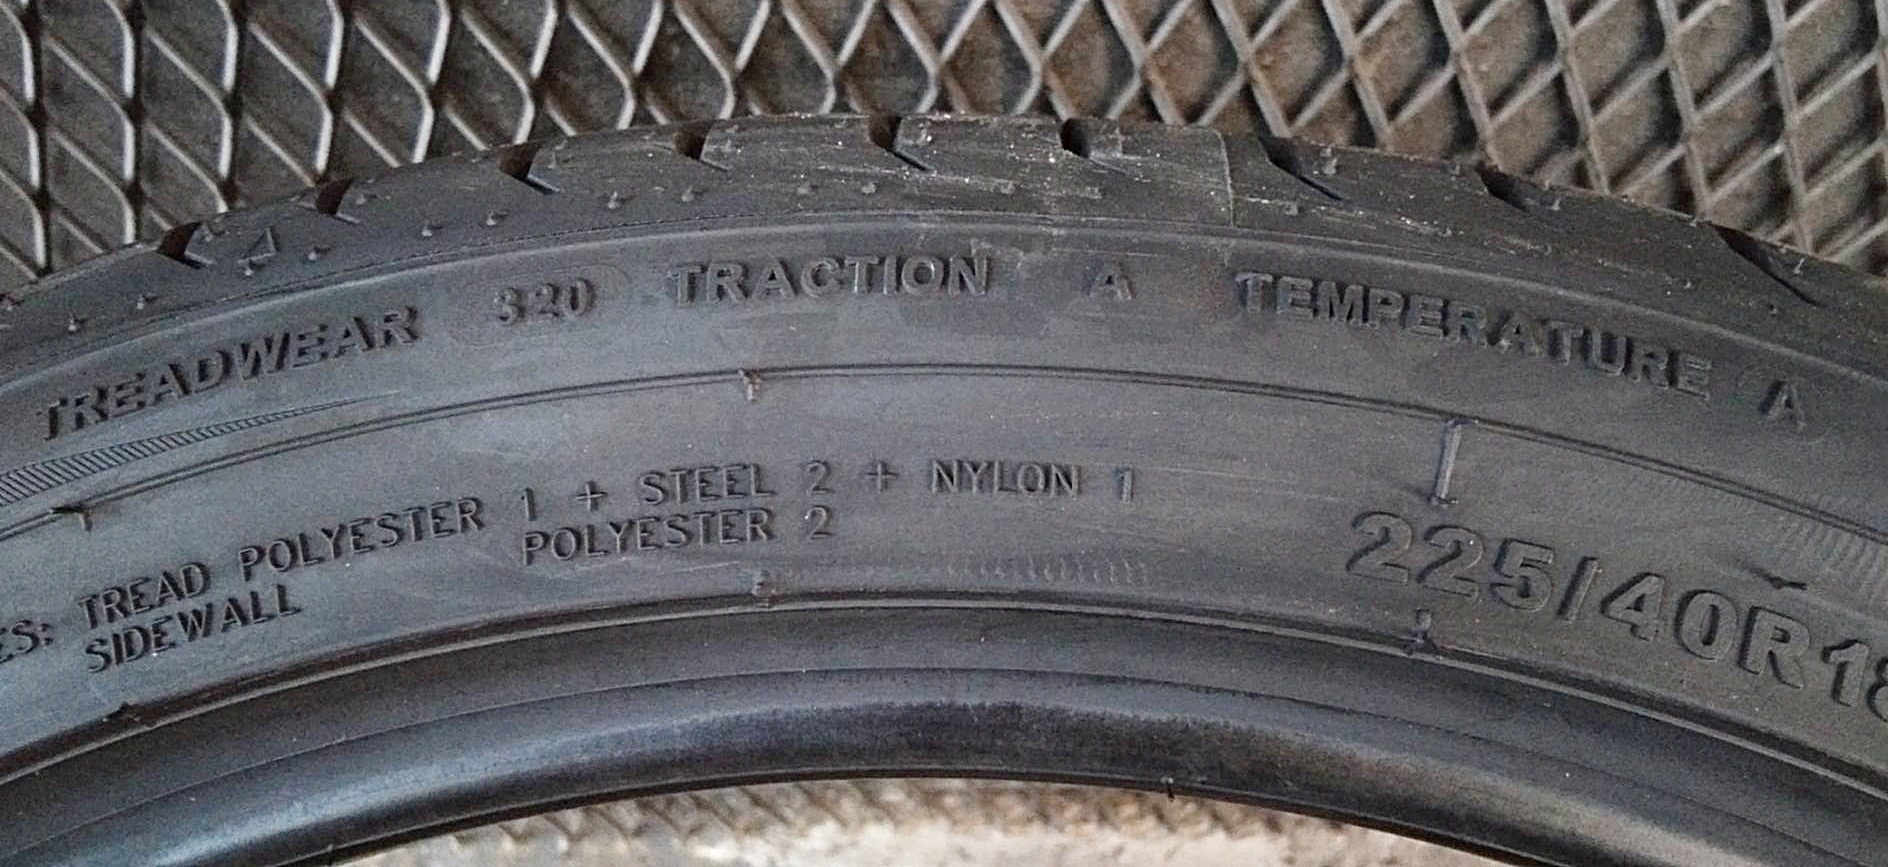 TREADWEAR 320 TRACTION A TEMPERATURE A
ES: TREAD POLYESTER 1 + STEEL 2 + NYLON 1
SIDEWALL POLYESTER 2
225/40R18